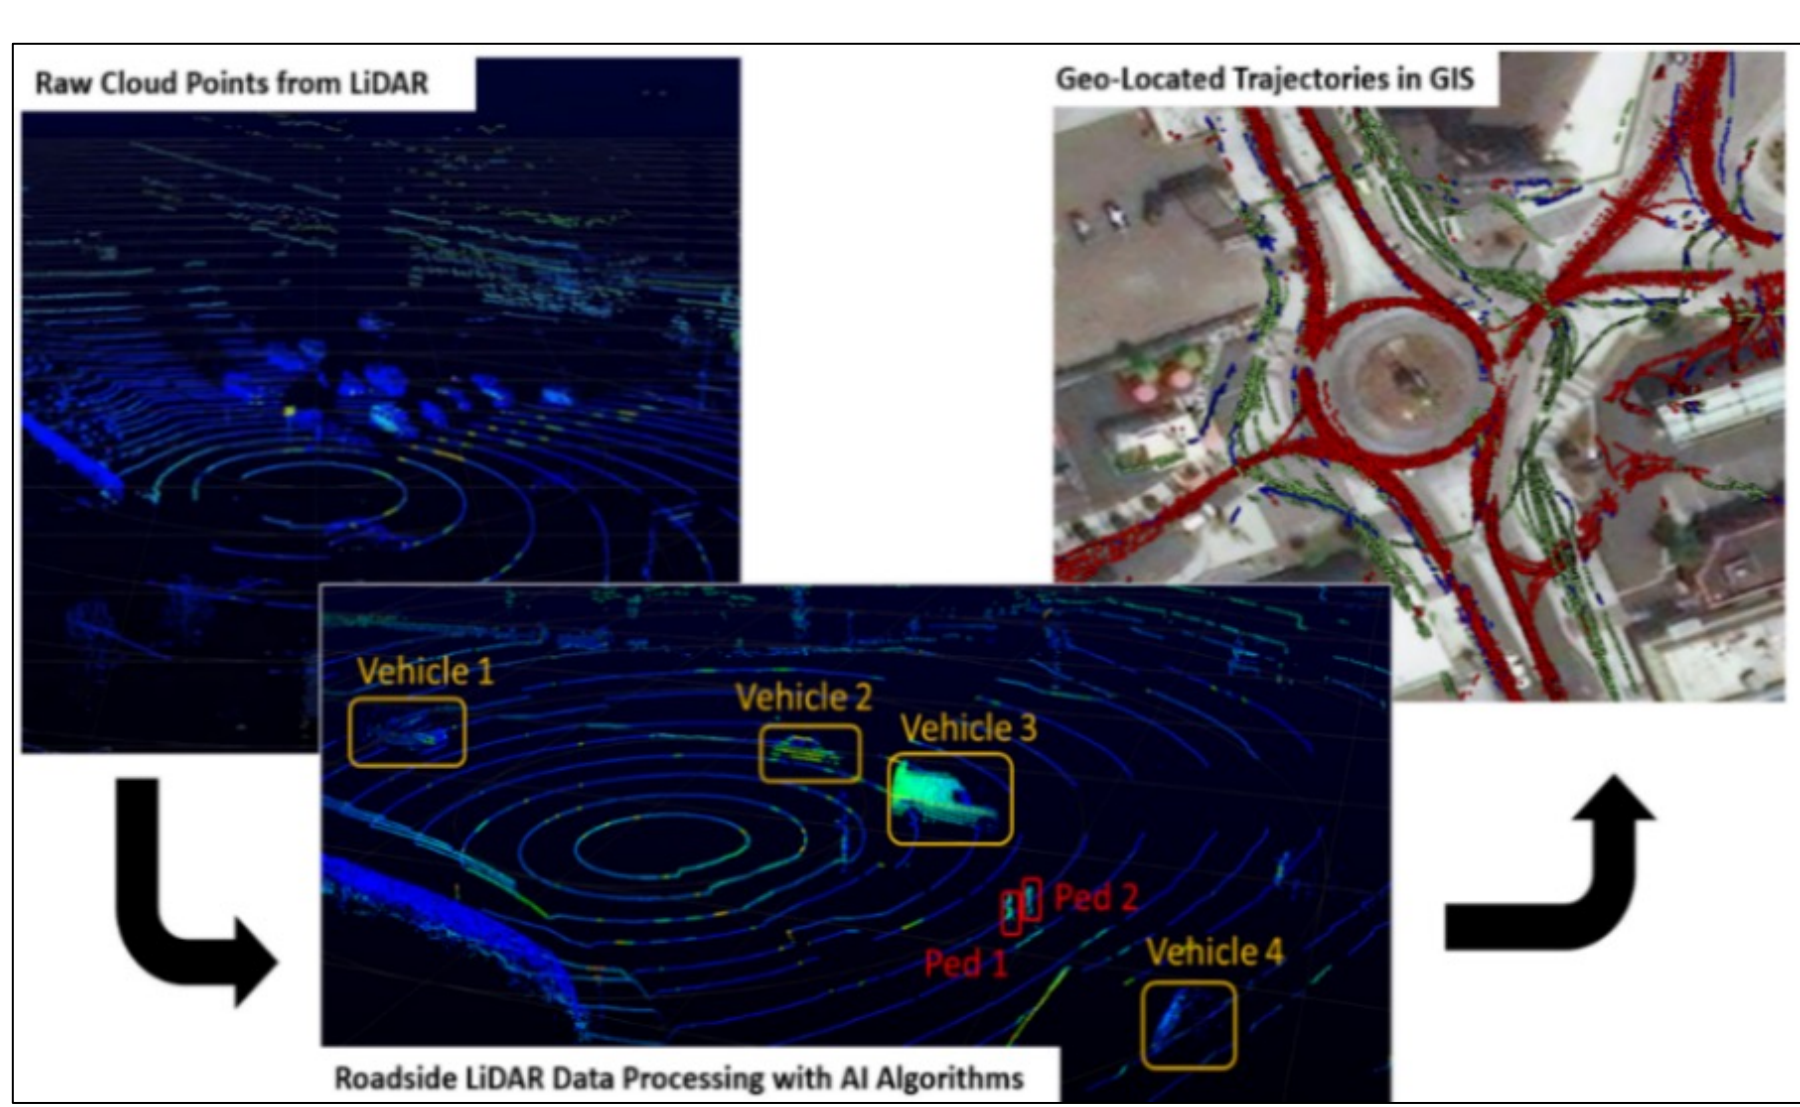 Raw Cloud Points from LiDAR
Geo-Located Trajectories in GIS
Vehicle 1
Vehicle 2
Vehicle 3
Ped 2
Ped 1
Vehicle 4
Roadside LiDAR Data Processing with AI Algorithms